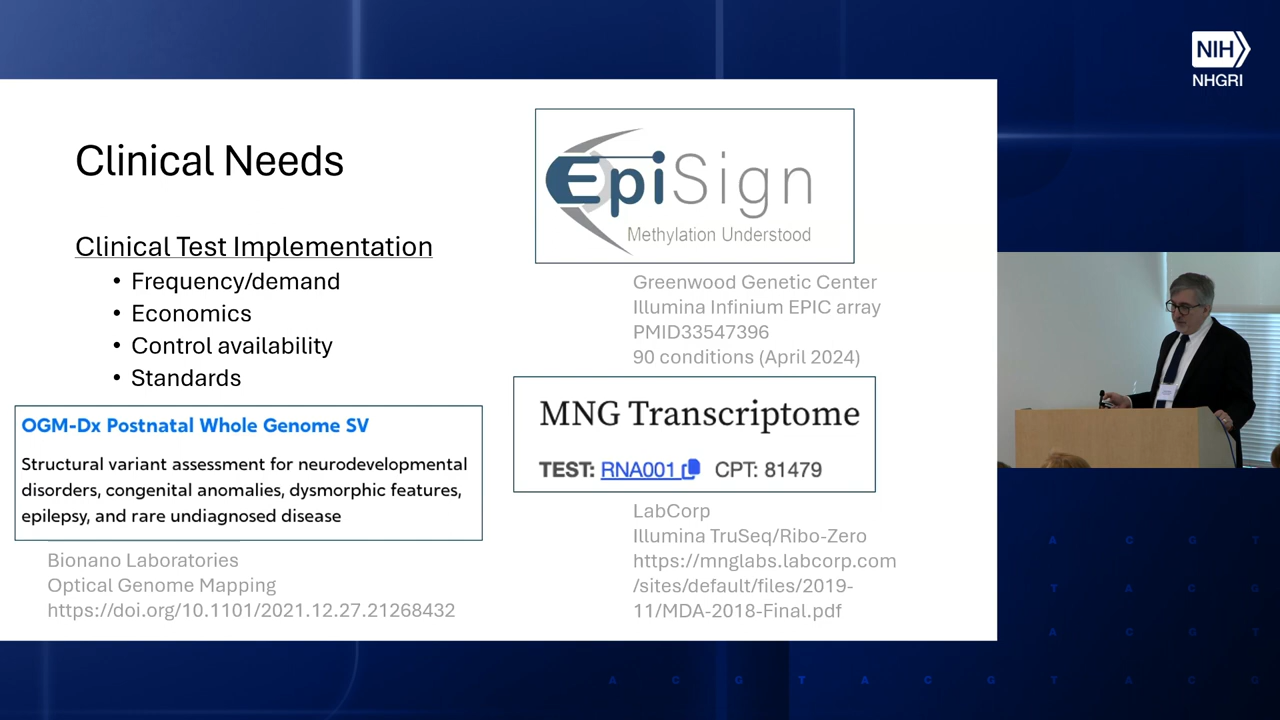 NIH
NHGRI
Clinical Needs
Clinical Test Implementation
• Frequency/demand
• Economics
• Control availability
• Standards
OGM-Dx Postnatal Whole Genome SV
Structural variant assessment for neurodevelopmental
disorders, congenital anomalies, dysmorphic features,
epilepsy, and rare undiagnosed disease
Bionano Laboratories
Optical Genome Mapping
https://doi.org/10.1101/2021.12.27.21268432
EpiSign
Methylation Understood
Greenwood Genetic Center
Illumina Infinium EPIC array
PMID33547396
90 conditions (April 2024)
MNG Transcriptome
TEST: RNA001 CPT: 81479
LabCorp
Illumina TruSeq/Ribo-Zero
https://mnglabs.labcorp.com
/sites/default/files/2019-
11/MDA-2018-Final.pdf
A C G T
T A C G
A C G T
A C G T A C G T A C G